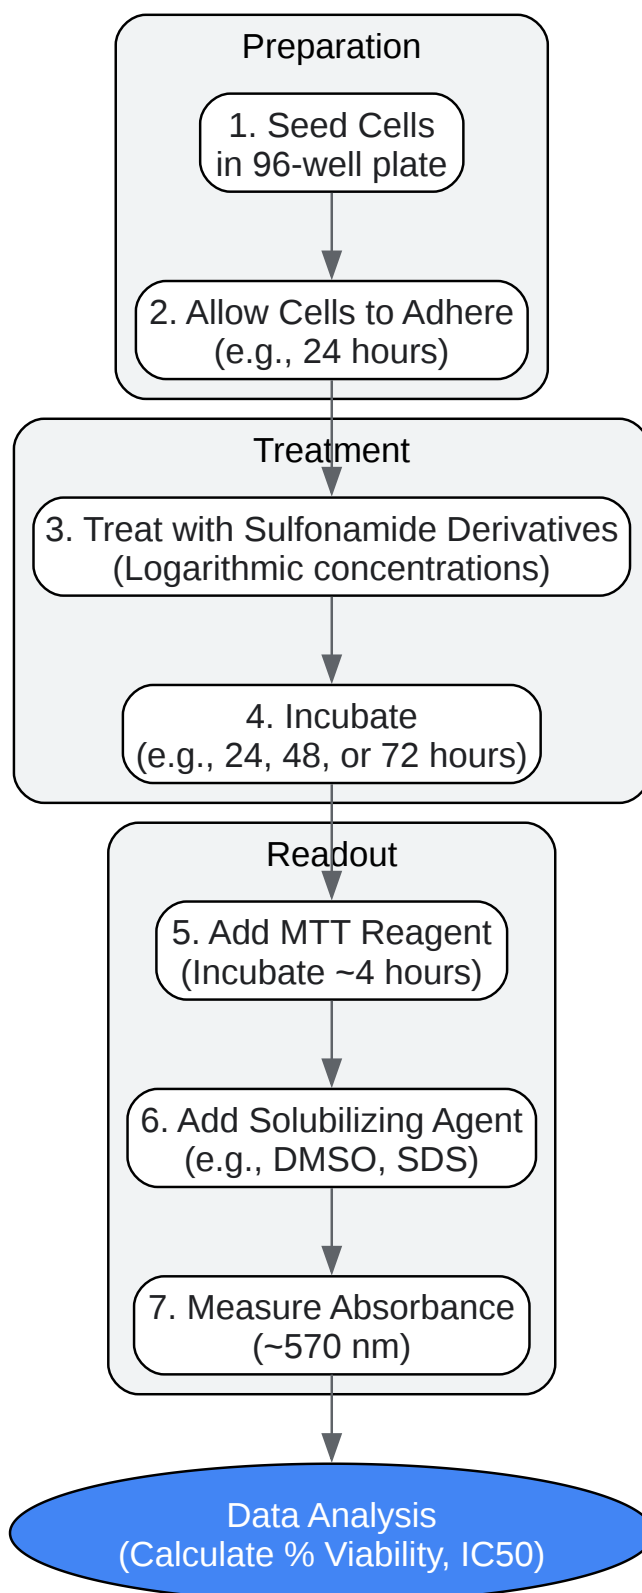 Preparation
1. Seed Cells
in 96-well plate
2. Allow Cells to Adhere
(e.g., 24 hours)
Treatment
3. Treat with Sulfonamide Derivatives
(Logarithmic concentrations)
4. Incubate
(e.g., 24, 48, or 72 hours)
Readout
5. Add MTT Reagent
(Incubate ~4 hours)
6. Add Solubilizing Agent
(e.g., DMSO, SDS)
7. Measure Absorbance
(~570 nm)
Data Analysis
(Calculate % Viability, IC50)